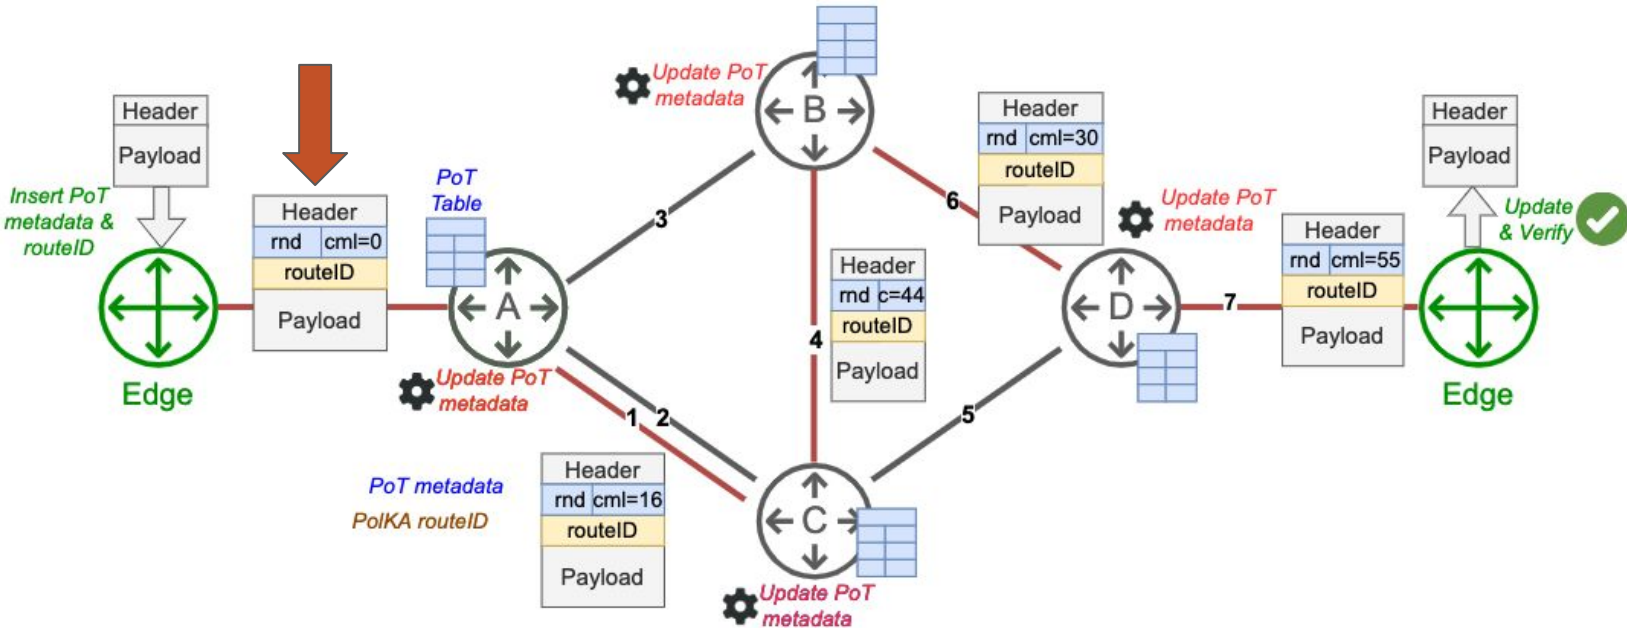 Header
Payload
Insert PoT
metadata &
routeID
Edge
Header
rnd cml=0
routeID
Payload
PoT
Table
A
Update PoT
metadata
3
1
2
PoT metadata
PolKA routeID
Header
rnd cml=16
routeID
Payload
Update PoT
metadata
B
4
Header
rnd c=44
routeID
Payload
C
Update PoT
metadata
5
6
Header
rnd cml=30
routeID
Payload
Update PoT
metadata
D
7
Header
rnd cml=55
routeID
Payload
Header
Payload
Update
& Verify
Edge